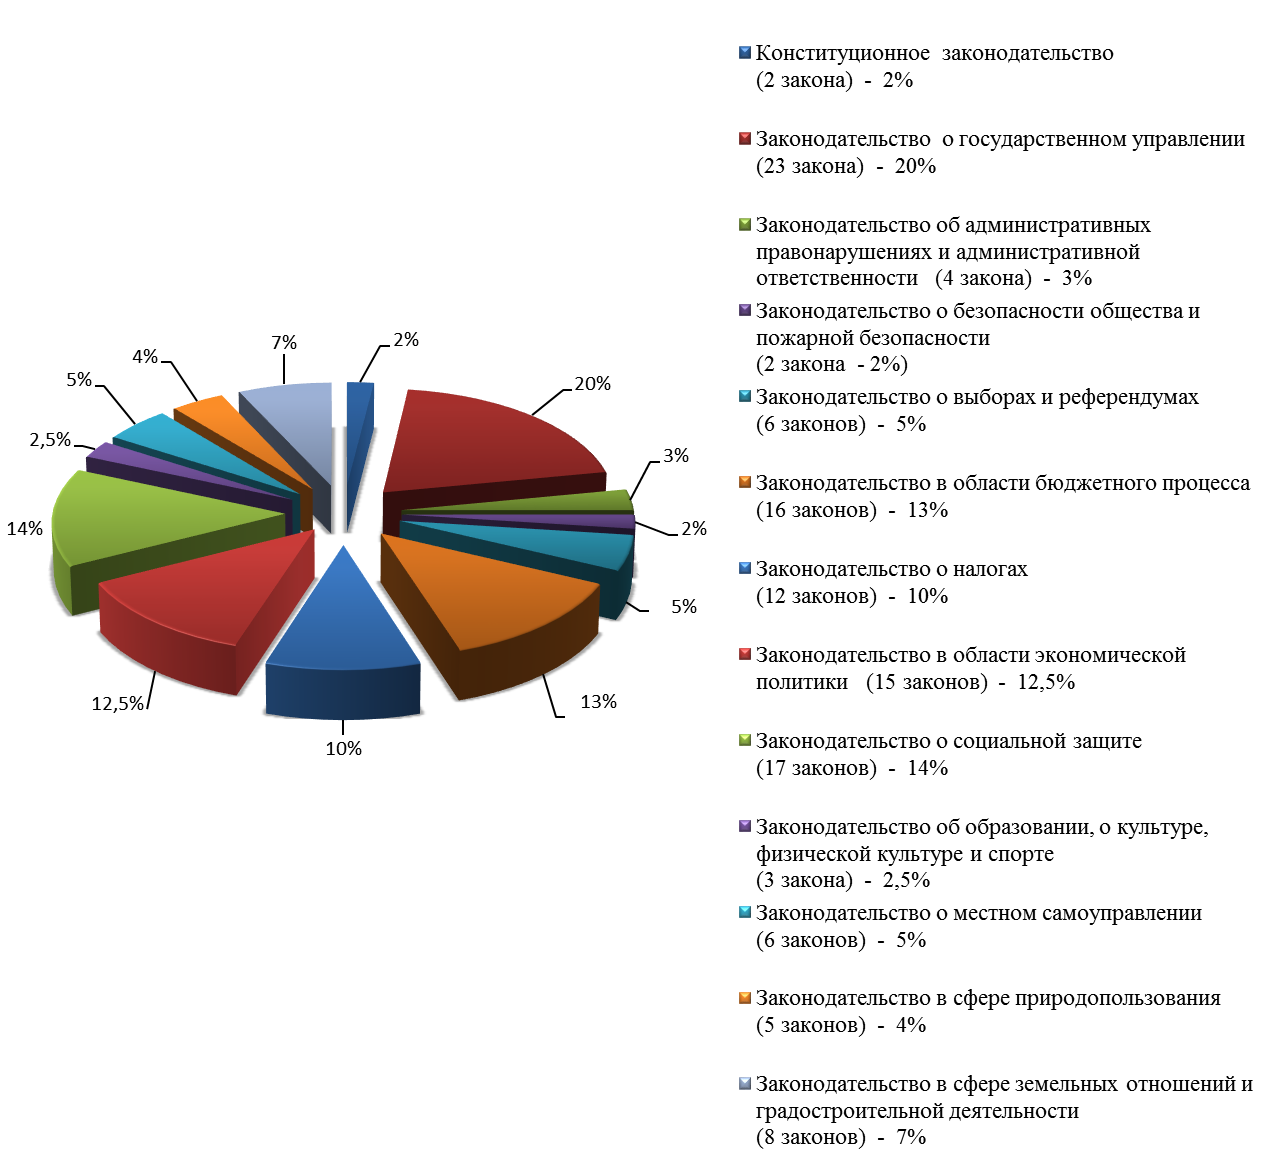 2%
20%
3%
2%
5%
13%
10%
12,5%
14%
2,5%
5%
4%
7%
Конституционное законодательство
(2 закона) - 2%
Законодательство о государственном управлении
(23 закона) - 20%
Законодательство об административных
правонарушениях и административной
ответственности (4 закона) - 3%
Законодательство о безопасности общества и
пожарной безопасности
(2 закона - 2%)
Законодательство о выборах и референдумах
(6 законов) - 5%
Законодательство в области бюджетного процесса
(16 законов) - 13%
Законодательство о налогах
(12 законов) - 10%
Законодательство в области экономической
политики (15 законов) - 12,5%
Законодательство о социальной защите
(17 законов) - 14%
Законодательство об образовании, о культуре,
физической культуре и спорте
(3 закона) - 2,5%
Законодательство о местном самоуправлении
(6 законов) - 5%
Законодательство в сфере природопользования
(5 законов) - 4%
Законодательство в сфере земельных отношений и
градостроительной деятельности
(8 законов) - 7%